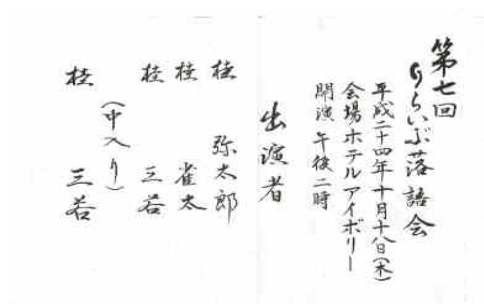 第七回
りらいぶ落語会
平成二十四年十月十八日(木)
会場ホテルアイボリー
開演午後二時
出演者
桂 弥太郎
桂 雀太
桂 三若
(中入り)
桂 三若